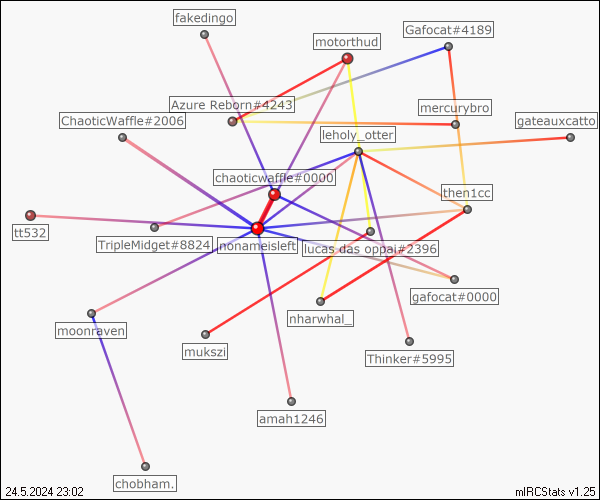 fakedingo
Gafocat#4189
motorthud
Azure Reborn#4243
mercurybro
ChaoticWaffle#2006
gateauxcatto
leholy_otter
chaoticwaffle#0000
then1cc
tt532
TripleMidget#8824
nonameisleft
lucas.das.oppai#2396
gafocat#0000
nharwhal_
moonraven
mukszi
Thinker#5995
amah1246
chobham.
24.5.2024 23:02
mIRCStats v1.25